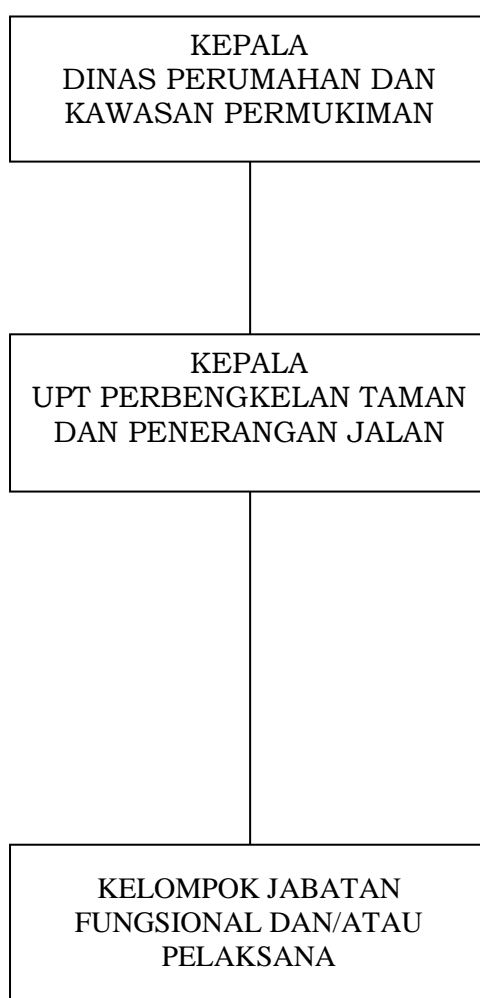 KEPALA
DINAS PERUMAHAN DAN
KAWASAN PERMUKIMAN
KEPALA
UPT PERBENGKELAN TAMAN
DAN PENERANGAN JALAN
KELOMPOK JABATAN
FUNGSIONAL DAN/ATAU
PELAKSANA